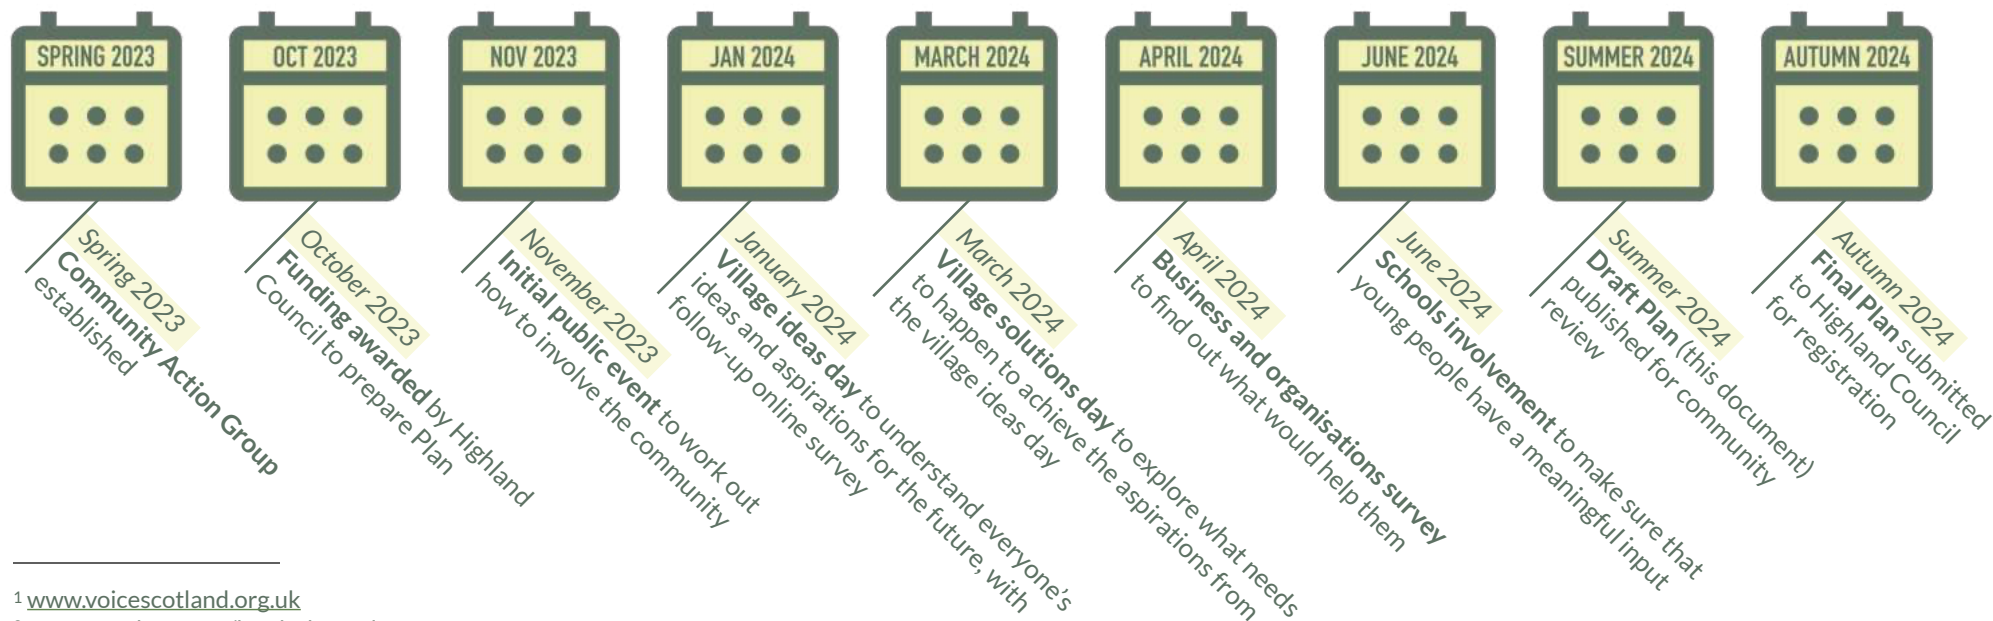 SPRING 2023
OCT 2023
NOV 2023
JAN 2024
MARCH 2024
APRIL 2024
JUNE 2024
SUMMER 2024
AUTUMN 2024
Spring 2023
Community Action Group
established
October 2023
Funding awarded by Highland
Council to prepare Plan
November 2023
Initial public event to work out
how to involve the community
January 2024
Village ideas day to understand everyone's
ideas and aspirations for the future, with
follow-up online survey
March 2024
Village solutions day to explore what needs
to happen to achieve the aspirations from
the village ideas day
April 2024
Business and organisations survey
to find out what would help them
June 2024
Schools involvement to make sure that
young people have a meaningful input
Summer 2024
Draft Plan (this document)
published for community
review
Autumn 2024
Final Plan submitted
to Highland Council
for registration
1 www.voicescotland.org.uk